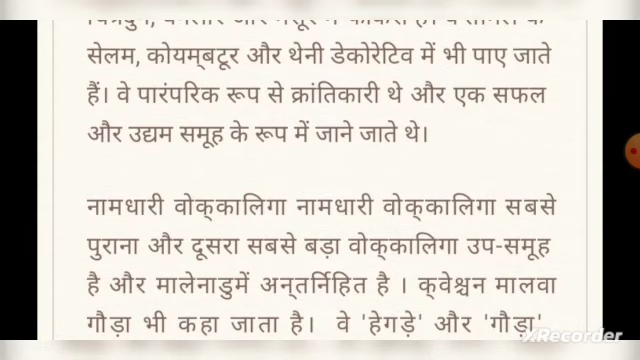 सेलम, कोयम्बटूर और थेनी डेकोरेटिव में भी पाए जाते
हैं। वे पारंपरिक रूप से क्रांतिकारी थे और एक सफल
और उद्यम समूह के रूप में जाने जाते थे।
नामधारी वोक्कालिगा नामधारी वोक्कालिगा सबसे
पुराना और दूसरा सबसे बड़ा वोक्कालिगा उप-समूह
है और मालेनाडुमें अन्तर्निहित है । क्वेश्चन मालवा
गौड़ा भी कहा जाता है। वे 'हेगड़े' और 'गौड़ा'
XRecorder